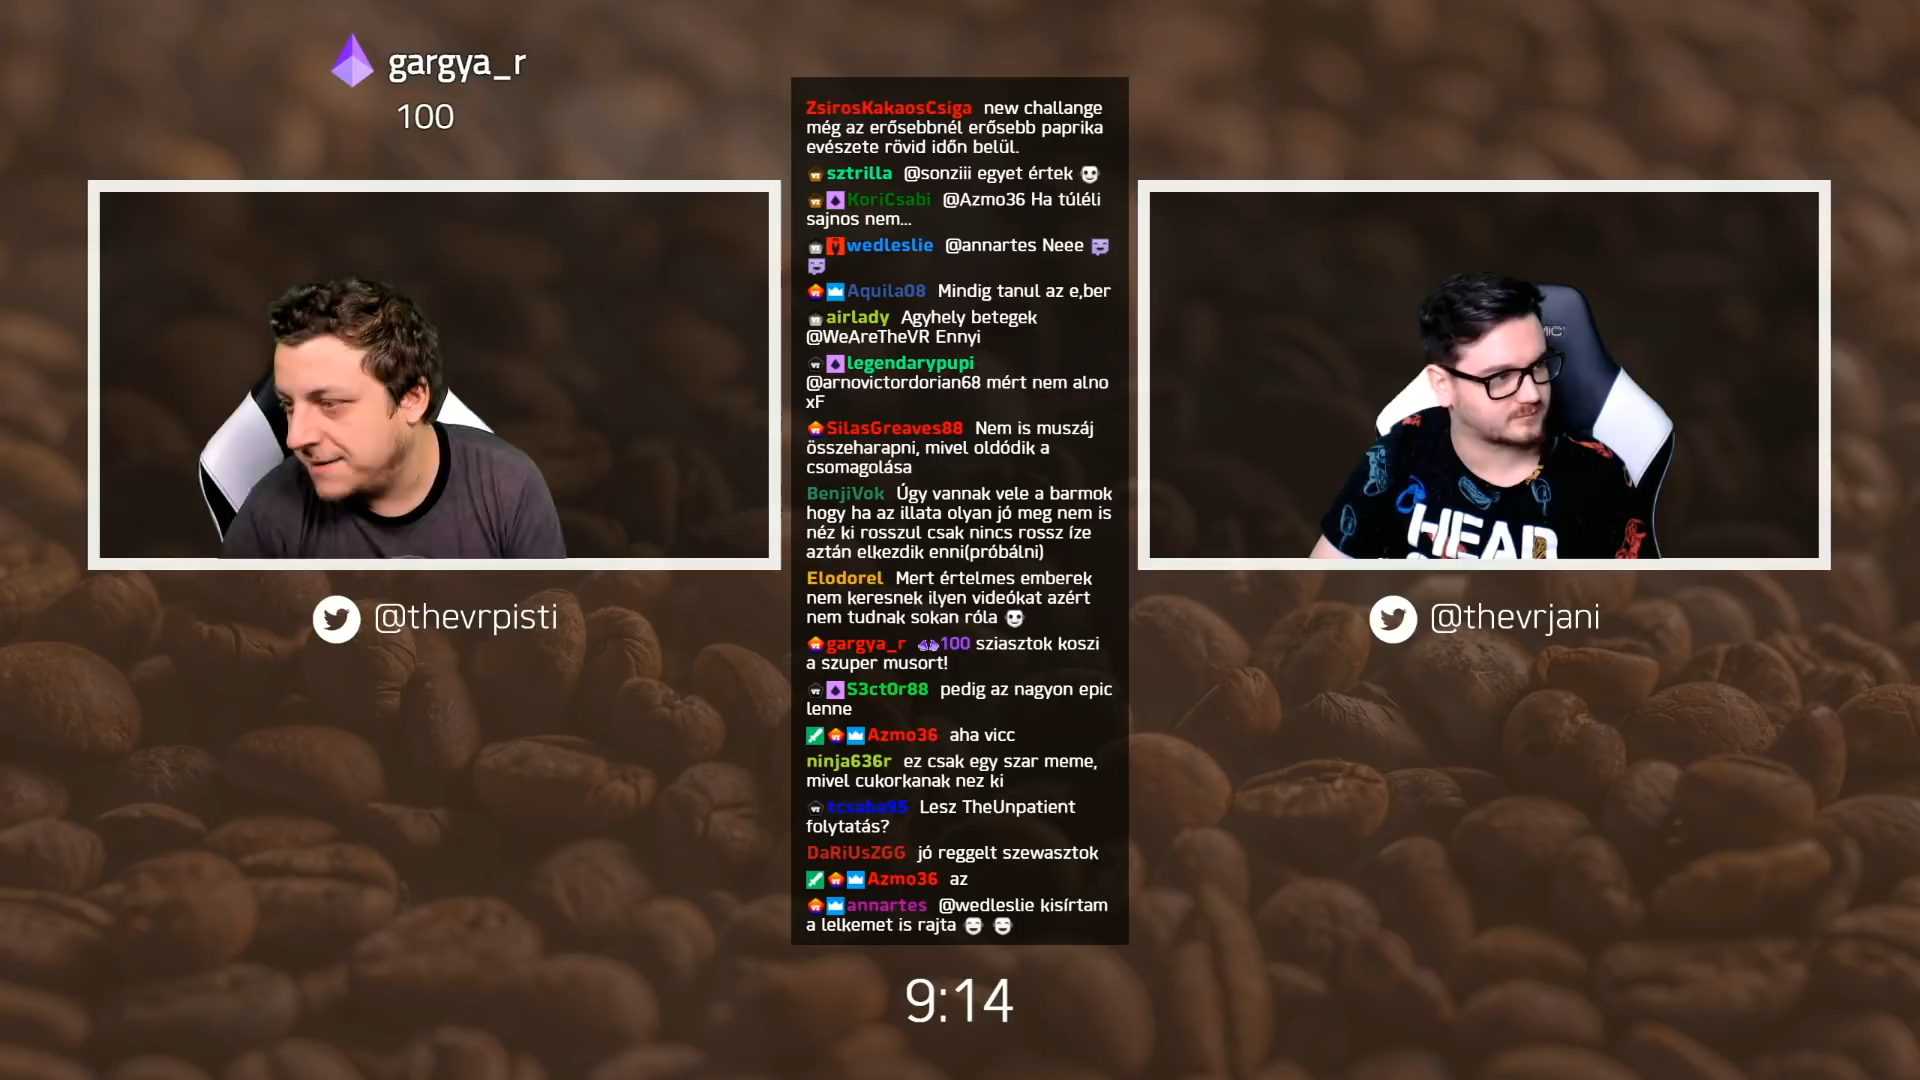 gargya_r
100
ZsirosKakaosCsiga new challange
még az erősebbnél erősebb paprika
evészete rövid időn belül.
sztrilla @sonziii egyet értek
KoriCsabi @Azmo36 Ha túléli
sajnos nem...
wedleslie @annartes Neee
Aquila08 Mindig tanul az e,ber
airlady Agyhely betegek
@WeAreTheVR Ennyi
legendarypupi
@arnovictordorian68 mért nem alno
xF
SilasGreaves88 Nem is muszáj
összeharapni, mivel oldódik a
csomagolása
BenjiVok Úgy vannak vele a barmok
hogy ha az illata olyan jó meg nem is
néz ki rosszul csak nincs rossz íze
aztán elkezdik enni(próbálni)
Elodorel Mert értelmes emberek
nem keresnek ilyen videókat azért
nem tudnak sokan róla
gargya_r 100 sziasztok koszi
a szuper musort!
S3ct0r88 pedig az nagyon epic
lenne
Azmo36 aha vicc
ninja636r ez csak egy szar meme,
mivel cukorkanak nez ki
tcsaba95 Lesz TheUnpatient
folytatás?
DaRiUsZGG jó reggelt szewasztok
Azmo36 az
annartes @wedleslie kisírtam
a lelkemet is rajta
HEAD
@thevrpisti
@thevrjani
9:14